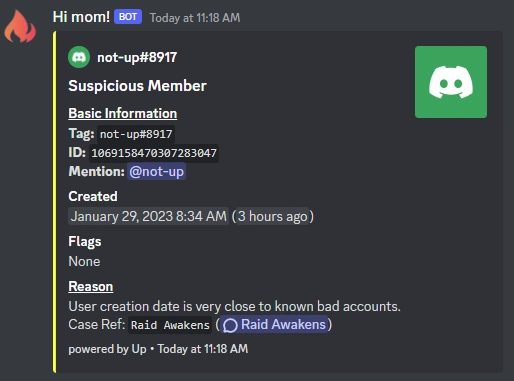 Hi mom! BOT Today at 11:18 AM
not-up#8917
Suspicious Member
Basic Information
Tag: not-up#8917
ID: 1069158470307283047
Mention: @not-up
Created
January 29, 2023 8:34 AM (3 hours ago)
Flags
None
Reason
User creation date is very close to known bad accounts.
Case Ref: Raid Awakens (Raid Awakens)
powered by Up • Today at 11:18 AM